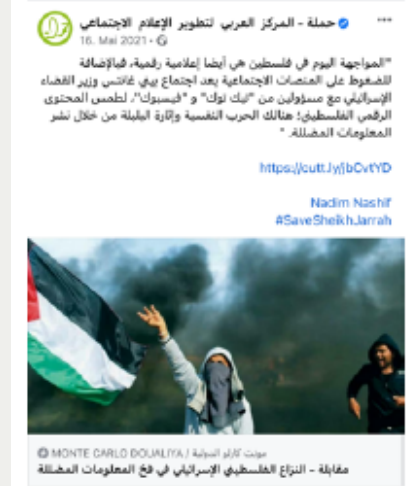 حملة - المركز العربي لتطوير الإعلام الاجتماعي
16. Mai 2021
"المواجهة اليوم في فلسطين هي أيضا إعلامية رقمية، فبالإضافة
للضغوط على المنصات الاجتماعية بعد اجتماع بيني غانتس وزير القضاء
الإسرائيلي مع مسؤولين من "تيك توك" و "فيسبوك"، لطمس المحتوى
الرقمي الفلسطيني؛ هنالك الحرب النفسية وإثارة البلبلة من خلال نشر
المعلومات المضللة. "
https://cutt.ly/jbCvtYD
Nadim Nashif
#SaveSheikhJarrah
MONTE CARLO DOUALIYA / مونت كارلو الدولية
مقابلة - النزاع الفلسطيني الإسرائيلي في فخ المعلومات المضللة